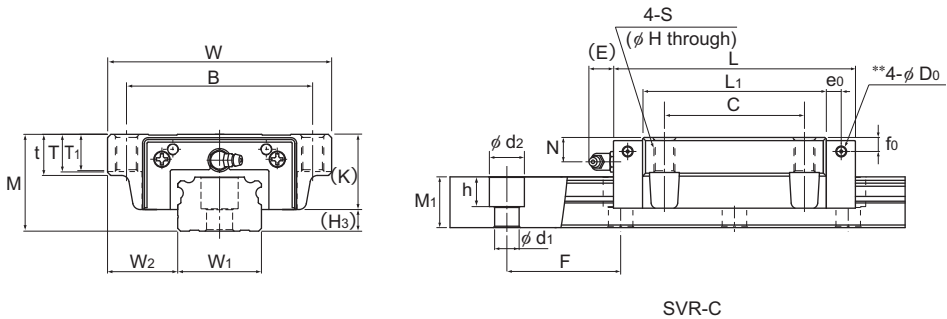 W
B
t T T₁
M
(K)
(H₃)
W₂ W₁
4-S
(φ H through)
(E) L
L₁ e₀ **4-φ D₀
C
N f₀
φ d₂
h
M₁
φ d₁
F
SVR-C